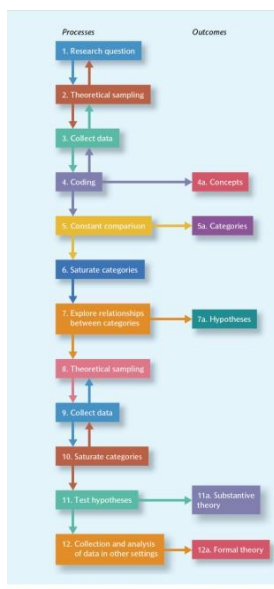 Processes
Outcomes
1. Research question
2. Theoretical sampling
3. Collect data
4. Coding
4a. Concepts
5. Constant comparison
5a. Categories
6. Saturate categories
7. Explore relationships
between categories
7a. Hypotheses
8. Theoretical sampling
9. Collect data
10. Saturate categories
11. Test hypotheses
11a. Substantive
theory
12. Collection and analysis
of data in other settings
12a. Formal theory